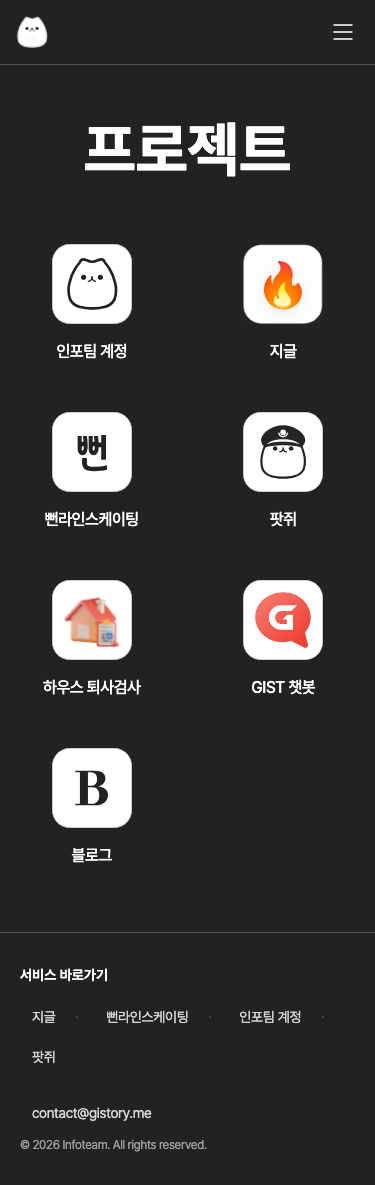 프로젝트
인포팀 계정
지글
뻔
뻔라인스케이팅
팟쥐
하우스 퇴사검사
G
GIST 챗봇
B
블로그
서비스 바로가기
지글 · 뻔라인스케이팅 · 인포팀 계정 ·
팟쥐
contact@gistory.me
© 2026 Infoteam. All rights reserved.